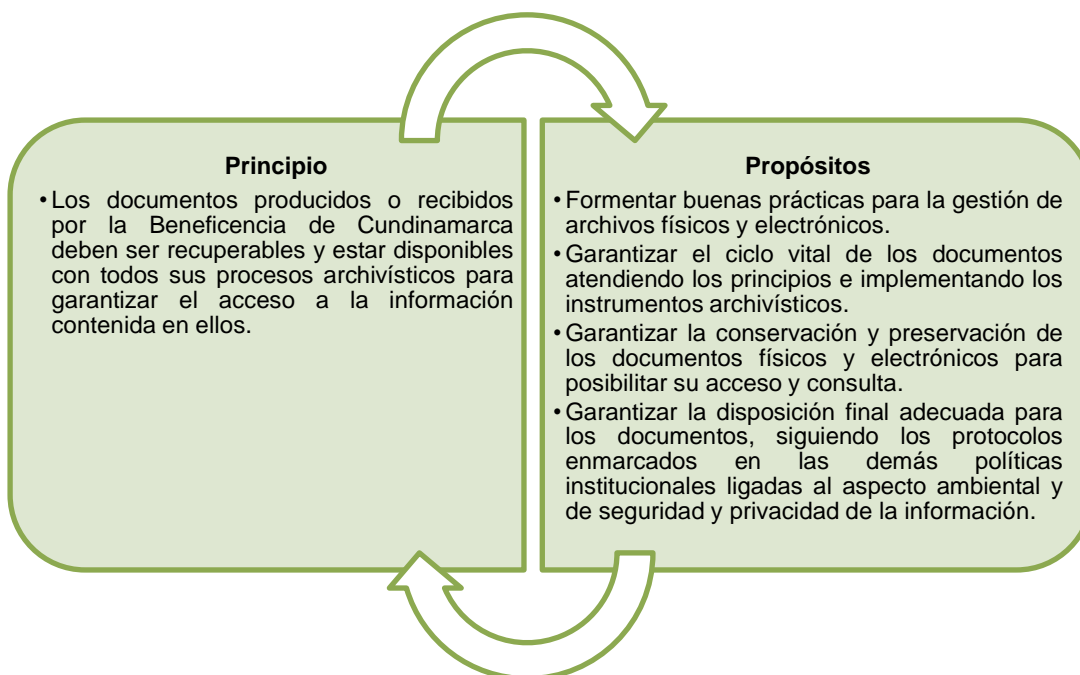 Principio
•Los documentos producidos o recibidos
por la Beneficencia de Cundinamarca
deben ser recuperables y estar disponibles
con todos sus procesos archivísticos para
garantizar el acceso a la información
contenida en ellos.
Propósitos
•Formentar buenas prácticas para la gestión de
archivos físicos y electrónicos.
•Garantizar el ciclo vital de los documentos
atendiendo los principios e implementando los
instrumentos archivísticos.
•Garantizar la conservación y preservación de
los documentos físicos y electrónicos para
posibilitar su acceso y consulta.
•Garantizar la disposición final adecuada para
los documentos, siguiendo los protocolos
enmarcados en las demás políticas
institucionales ligadas al aspecto ambiental y
de seguridad y privacidad de la información.